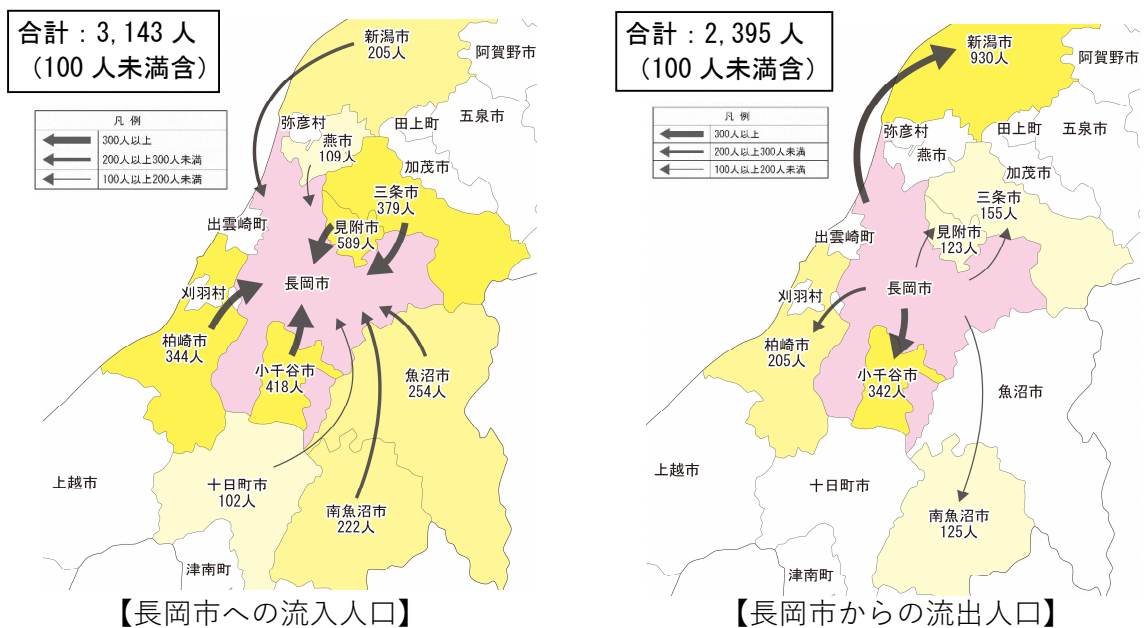 合計：3,143 人
（100 人未満含）
凡 例
300人以上
200人以上300人未満
100人以上200人未満
新潟市
205人
阿賀野市
五泉市
弥彦村
燕市
109人
田上町
加茂市
三条市
379人
見附市
589人
出雲崎町
長岡市
刈羽村
柏崎市
344人
小千谷市
418人
魚沼市
254人
上越市
十日町市
102人
南魚沼市
222人
津南町
【長岡市への流入人口】
合計：2,395 人
（100 人未満含）
凡 例
300人以上
200人以上300人未満
100人以上200人未満
新潟市
930人
阿賀野市
五泉市
弥彦村
燕市
田上町
加茂市
三条市
155人
見附市
123人
出雲崎町
長岡市
刈羽村
柏崎市
205人
小千谷市
342人
魚沼市
上越市
十日町市
南魚沼市
125人
津南町
【長岡市からの流出人口】